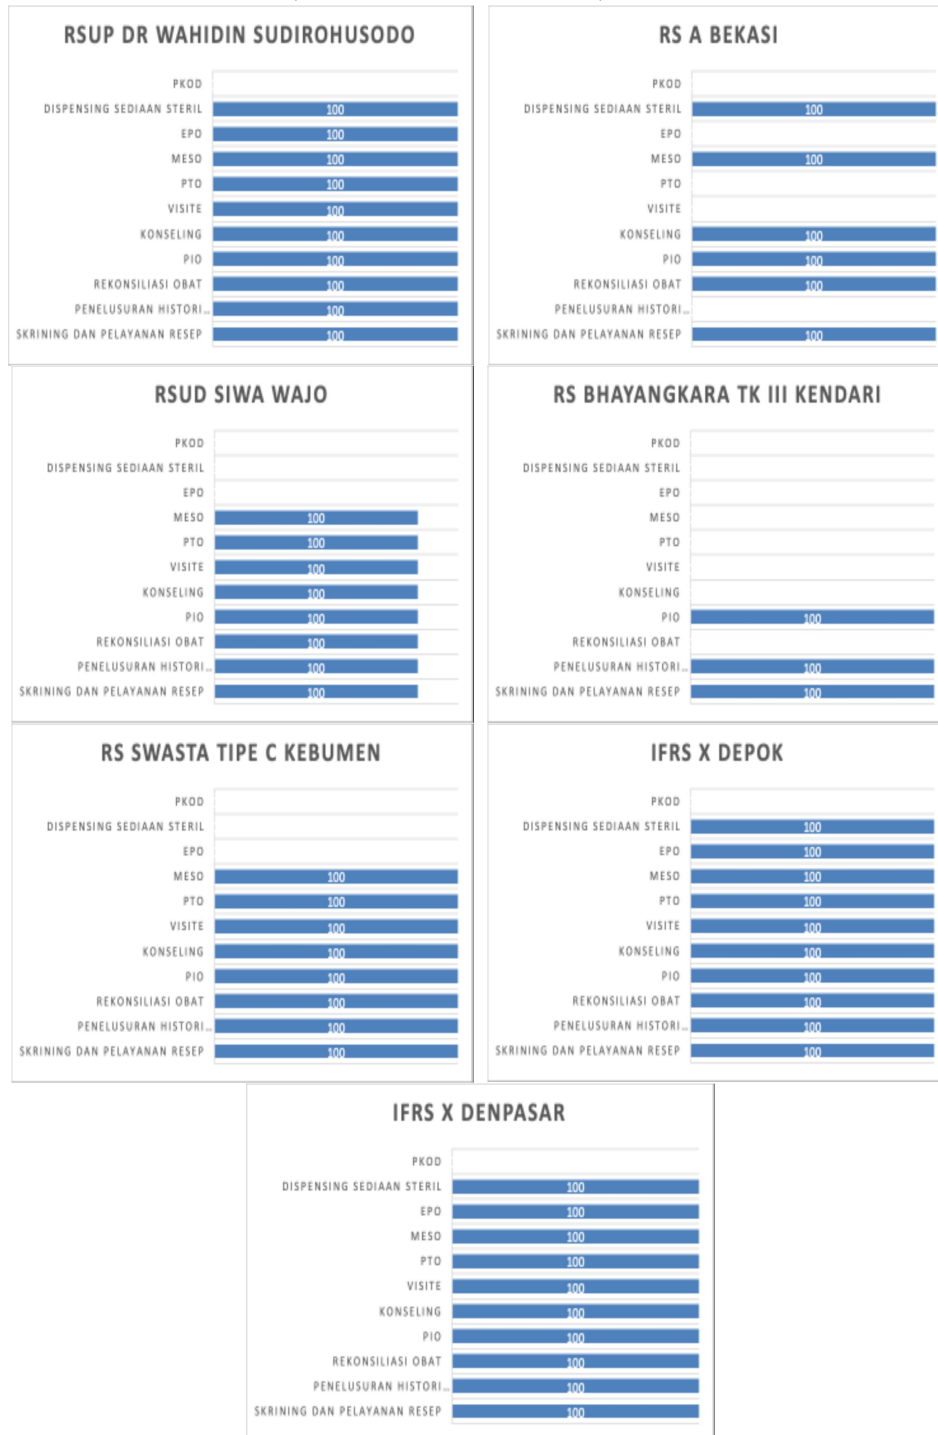 RSUP DR WAHIDIN SUDIROHUSODO
PKOD
DISPENSING SEDIAAN STERIL 100
EPO 100
MESO 100
PTO 100
VISITE 100
KONSELING 100
PIO 100
REKONSILIASI OBAT 100
PENELUSURAN HISTORI… 100
SKRINING DAN PELAYANAN RESEP 100
RS A BEKASI
PKOD
DISPENSING SEDIAAN STERIL 100
EPO
MESO 100
PTO
VISITE
KONSELING 100
PIO 100
REKONSILIASI OBAT 100
PENELUSURAN HISTORI…
SKRINING DAN PELAYANAN RESEP 100
RSUD SIWA WAJO
PKOD
DISPENSING SEDIAAN STERIL
EPO
MESO 100
PTO 100
VISITE 100
KONSELING 100
PIO 100
REKONSILIASI OBAT 100
PENELUSURAN HISTORI… 100
SKRINING DAN PELAYANAN RESEP 100
RS BHAYANGKARA TK III KENDARI
PKOD
DISPENSING SEDIAAN STERIL
EPO
MESO
PTO
VISITE
KONSELING
PIO 100
REKONSILIASI OBAT
PENELUSURAN HISTORI… 100
SKRINING DAN PELAYANAN RESEP 100
RS SWASTA TIPE C KEBUMEN
PKOD
DISPENSING SEDIAAN STERIL
EPO
MESO 100
PTO 100
VISITE 100
KONSELING 100
PIO 100
REKONSILIASI OBAT 100
PENELUSURAN HISTORI… 100
SKRINING DAN PELAYANAN RESEP 100
IFRS X DEPOK
PKOD
DISPENSING SEDIAAN STERIL 100
EPO 100
MESO 100
PTO 100
VISITE 100
KONSELING 100
PIO 100
REKONSILIASI OBAT 100
PENELUSURAN HISTORI… 100
SKRINING DAN PELAYANAN RESEP 100
IFRS X DENPASAR
PKOD
DISPENSING SEDIAAN STERIL 100
EPO 100
MESO 100
PTO 100
VISITE 100
KONSELING 100
PIO 100
REKONSILIASI OBAT 100
PENELUSURAN HISTORI… 100
SKRINING DAN PELAYANAN RESEP 100